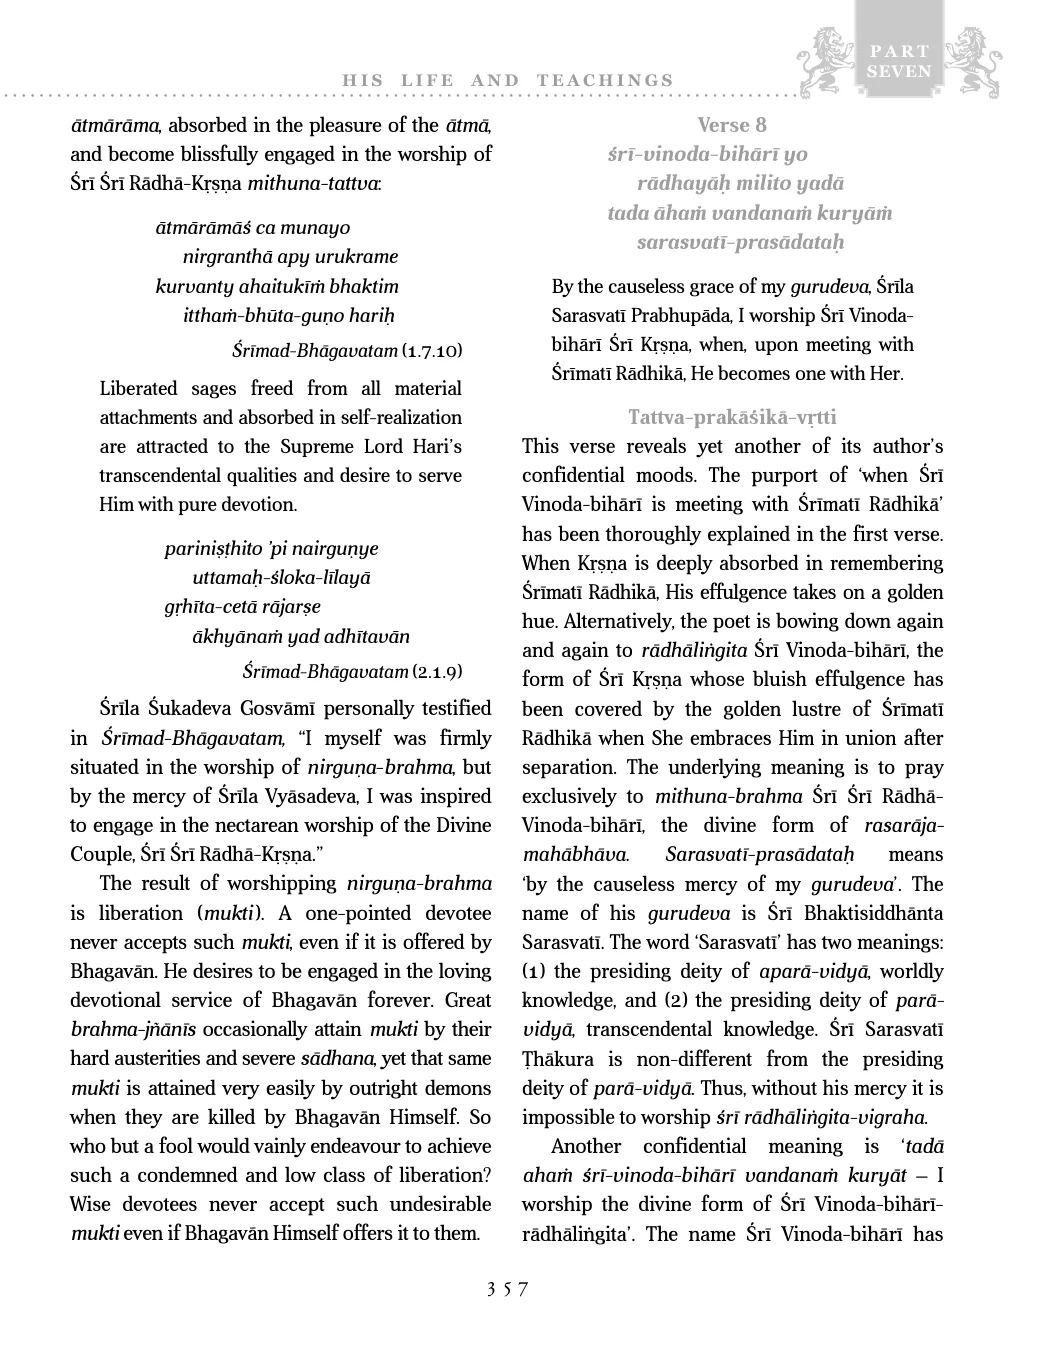 PART
SEVEN
HIS LIFE AND TEACHINGS
ātmārāma, absorbed in the pleasure of the ātmā,
and become blissfully engaged in the worship of
Śrī Śrī Rādhā-Kṛṣṇa mithuna-tattva:
ātmārāmāś ca munayo
nirgranthā apy urukrame
kurvanty ahaitukīṁ bhaktim
itthaṁ-bhūta-guṇo hariḥ
Śrīmad-Bhāgavatam (1.7.10)
Liberated sages freed from all material
attachments and absorbed in self-realization
are attracted to the Supreme Lord Hari’s
transcendental qualities and desire to serve
Him with pure devotion.
pariniṣṭhito ’pi nairguṇye
uttamaḥ-śloka-līlayā
gṛhīta-cetā rājarṣe
ākhyānaṁ yad adhītavān
Śrīmad-Bhāgavatam (2.1.9)
Śrīla Śukadeva Gosvāmī personally testified
in Śrīmad-Bhāgavatam, “I myself was firmly
situated in the worship of nirguṇa-brahma, but
by the mercy of Śrīla Vyāsadeva, I was inspired
to engage in the nectarean worship of the Divine
Couple, Śrī Śrī Rādhā-Kṛṣṇa.”
The result of worshipping nirguṇa-brahma
is liberation (mukti). A one-pointed devotee
never accepts such mukti, even if it is offered by
Bhagavān. He desires to be engaged in the loving
devotional service of Bhagavān forever. Great
brahma-jñānīs occasionally attain mukti by their
hard austerities and severe sādhana, yet that same
mukti is attained very easily by outright demons
when they are killed by Bhagavān Himself. So
who but a fool would vainly endeavour to achieve
such a condemned and low class of liberation?
Wise devotees never accept such undesirable
mukti even if Bhagavān Himself offers it to them.
Verse 8
śrī-vinoda-bihārī yo
rādhayāḥ milito yadā
tada āhaṁ vandanaṁ kuryāṁ
sarasvatī-prasādataḥ
By the causeless grace of my gurudeva, Śrīla
Sarasvatī Prabhupāda, I worship Śrī Vinoda-
bihārī Śrī Kṛṣṇa, when, upon meeting with
Śrīmatī Rādhikā, He becomes one with Her.
Tattva-prakāśikā-vṛtti
This verse reveals yet another of its author’s
confidential moods. The purport of ‘when Śrī
Vinoda-bihārī is meeting with Śrīmatī Rādhikā’
has been thoroughly explained in the first verse.
When Kṛṣṇa is deeply absorbed in remembering
Śrīmatī Rādhikā, His effulgence takes on a golden
hue. Alternatively, the poet is bowing down again
and again to rādhāliṅgita Śrī Vinoda-bihārī, the
form of Śrī Kṛṣṇa whose bluish effulgence has
been covered by the golden lustre of Śrīmatī
Rādhikā when She embraces Him in union after
separation. The underlying meaning is to pray
exclusively to mithuna-brahma Śrī Śrī Rādhā-
Vinoda-bihārī, the divine form of rasarāja-
mahābhāva. Sarasvatī-prasādataḥ means
‘by the causeless mercy of my gurudeva’. The
name of his gurudeva is Śrī Bhaktisiddhānta
Sarasvatī. The word ‘Sarasvatī’ has two meanings:
(1) the presiding deity of aparā-vidyā, worldly
knowledge, and (2) the presiding deity of parā-
vidyā, transcendental knowledge. Śrī Sarasvatī
Ṭhākura is non-different from the presiding
deity of parā-vidyā. Thus, without his mercy it is
impossible to worship śrī rādhāliṅgita-vigraha.
Another confidential meaning is ‘tadā
ahaṁ śrī-vinoda-bihārī vandanaṁ kuryāt – I
worship the divine form of Śrī Vinoda-bihārī-
rādhāliṅgita’. The name Śrī Vinoda-bihārī has
357